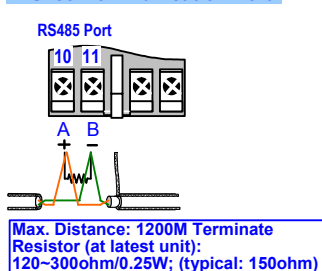 RS485 Port
10 11
A B
+ −
Max. Distance: 1200M Terminate
Resistor (at latest unit):
120~300ohm/0.25W; (typical: 150ohm)